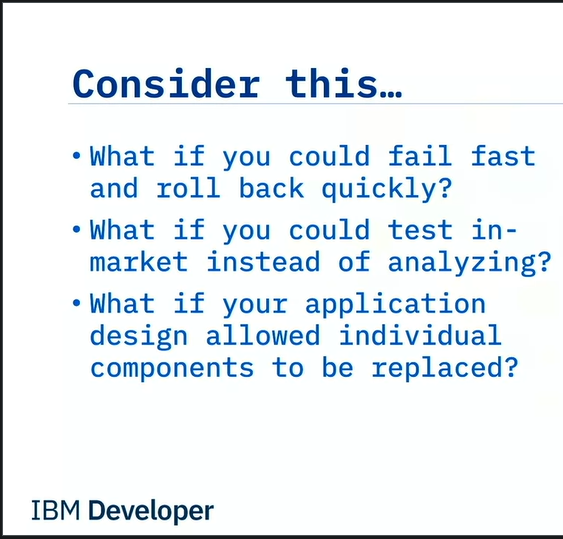 Consider this…
• What if you could fail fast
and roll back quickly?
• What if you could test in-
market instead of analyzing?
• What if your application
design allowed individual
components to be replaced?
IBM Developer